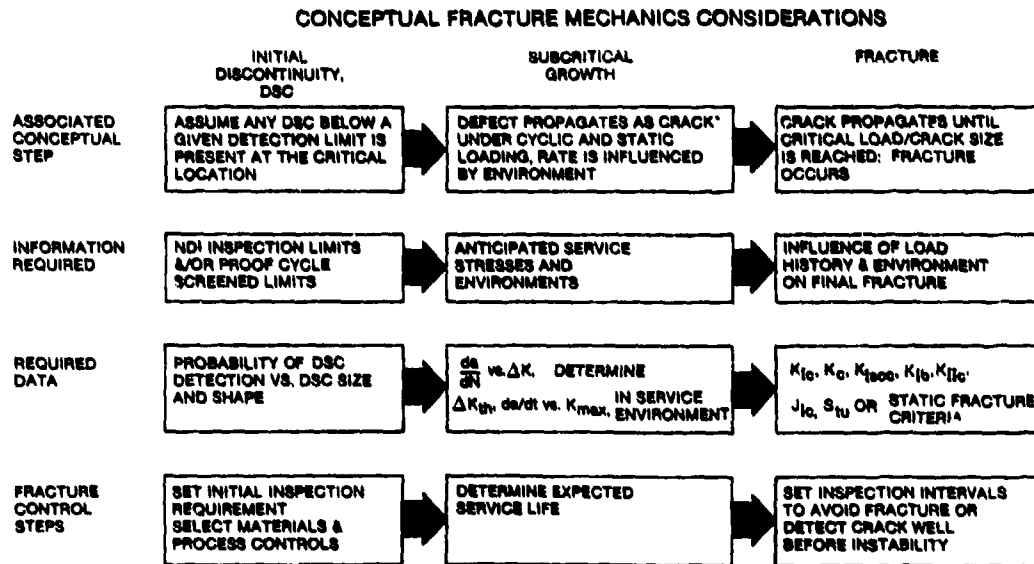 CONCEPTUAL FRACTURE MECHANICS CONSIDERATIONS
INITIAL
DISCONTINUITY,
DSC
SUBCRITICAL
GROWTH
FRACTURE
ASSOCIATED
CONCEPTUAL
STEP
ASSUME ANY DSC BELOW A
GIVEN DETECTION LIMIT IS
PRESENT AT THE CRITICAL
LOCATION
DEFECT PROPAGATES AS CRACK*
UNDER CYCLIC AND STATIC
LOADING, RATE IS INFLUENCED
BY ENVIRONMENT
CRACK PROPAGATES UNTIL
CRITICAL LOAD/CRACK SIZE
IS REACHED: FRACTURE
OCCURS
INFORMATION
REQUIRED
NDI INSPECTION LIMITS
&/OR PROOF CYCLE
SCREENED LIMITS
ANTICIPATED SERVICE
STRESSES AND
ENVIRONMENTS
INFLUENCE OF LOAD
HISTORY & ENVIRONMENT
ON FINAL FRACTURE
REQUIRED
DATA
PROBABILITY OF DSC
DETECTION VS. DSC SIZE
AND SHAPE
da/dN vs. ΔK, DETERMINE
ΔKth, da/dt vs. Kmax, IN SERVICE
ENVIRONMENT
KIc, Kc, KIscc,
JIc, Stu OR STATIC FRACTURE
FRACTURE
CONTROL
STEPS
SET INITIAL INSPECTION
REQUIREMENT
SELECT MATERIALS &
PROCESS CONTROLS
DETERMINE EXPECTED
SERVICE LIFE
SET INSPECTION INTERVALS
TO AVOID FRACTURE OR
DETECT CRACK WELL
BEFORE INSTABILITY